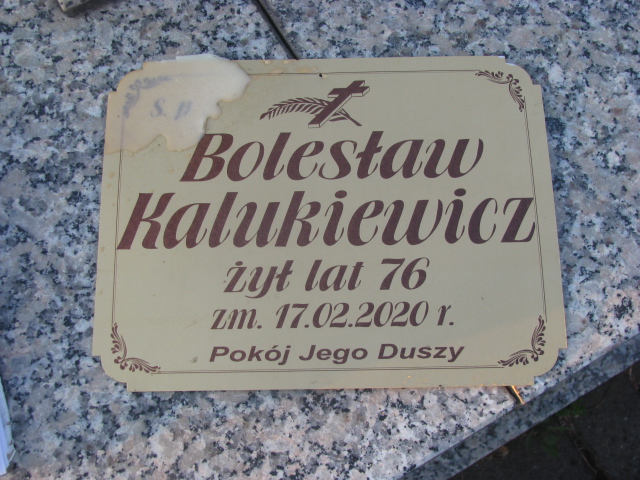 Ś. P.
Bolesław
Kalukiewicz
żył lat 76
zm. 17.02.2020 r.
Pokój Jego Duszy